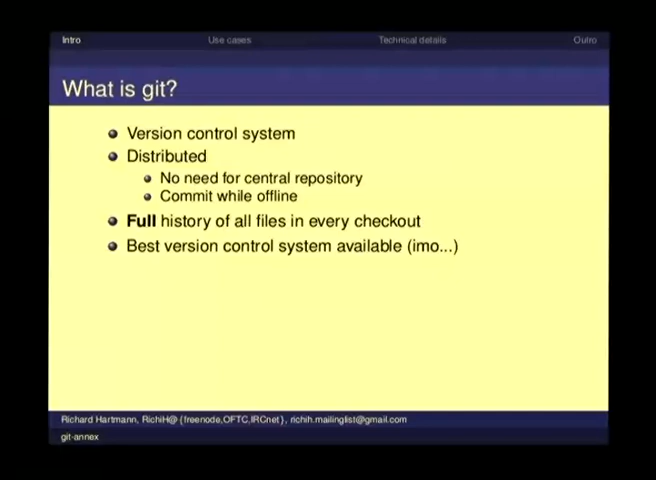 Intro Use cases Technical details Outro
What is git?
Version control system
Distributed
No need for central repository
Commit while offline
Full history of all files in every checkout
Best version control system available (imo...)
Richard Hartmann, RichiH@{freenode,OFTC,IRCnet}, richih.mailinglist@gmail.com
git-annex